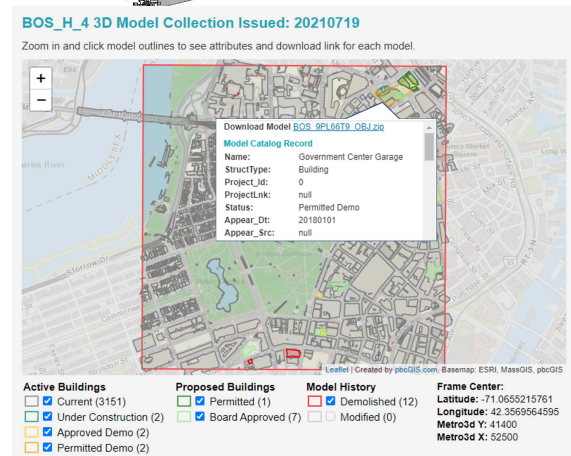 BOS_H_4 3D Model Collection Issued: 20210719
Zoom in and click model outlines to see attributes and download link for each model.
+
−
Download Model BOS_9PL66T9_OBJ.zip
Model Catalog Record
Name: Government Center Garage
StructType: Building
Project_Id: 0
ProjectLnk: null
Status: Permitted Demo
Appear_Dt: 20180101
Appear_Src: null
MIDDLESEX
Storrow Dr
Leaflet | Created by pbcGIS.com, Basemap: ESRI, MassGIS, pbcGIS
Active Buildings
Current (3151)
Under Construction (2)
Approved Demo (2)
Permitted Demo (2)
Proposed Buildings
Permitted (1)
Board Approved (7)
Model History
Demolished (12)
Modified (0)
Frame Center:
Latitude: -71.0655215761
Longitude: 42.3569564595
Metro3d Y: 41400
Metro3d X: 52500